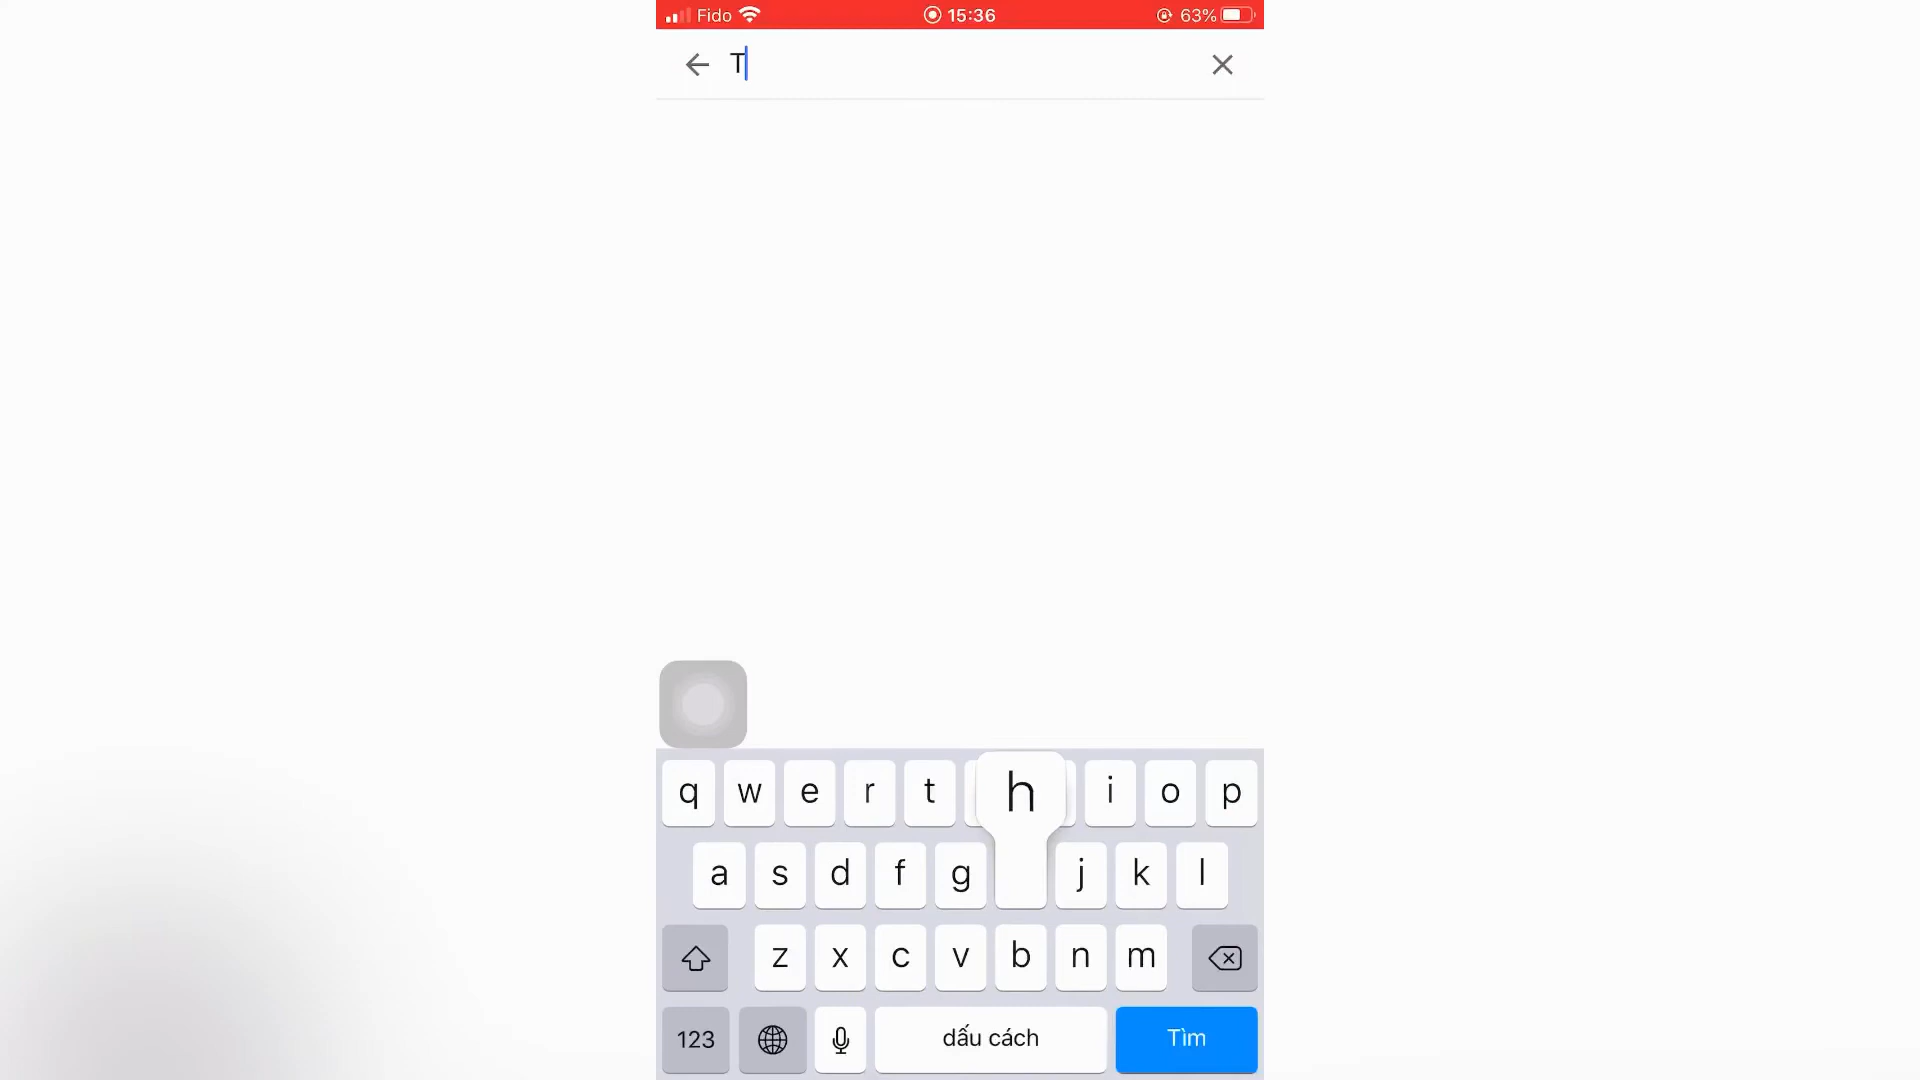 Fido 15:36 63%
T
q w e r t h i o p
a s d f g j k l
z x c v b n m
123 dấu cách Tìm